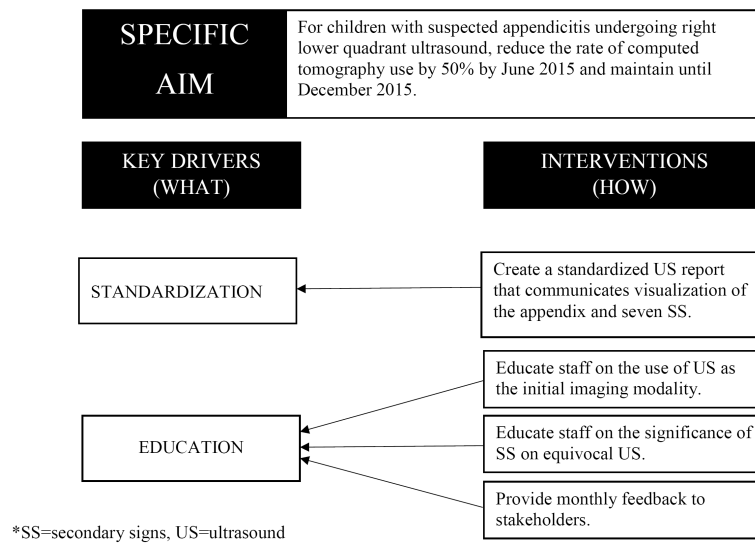 SPECIFIC
AIM
For children with suspected appendicitis undergoing right
lower quadrant ultrasound, reduce the rate of computed
tomography use by 50% by June 2015 and maintain until
December 2015.
KEY DRIVERS
(WHAT)
INTERVENTIONS
(HOW)
STANDARDIZATION
Create a standardized US report
that communicates visualization of
the appendix and seven SS.
Educate staff on the use of US as
the initial imaging modality.
EDUCATION
Educate staff on the significance of
SS on equivocal US.
Provide monthly feedback to
stakeholders.
*SS=secondary signs, US=ultrasound